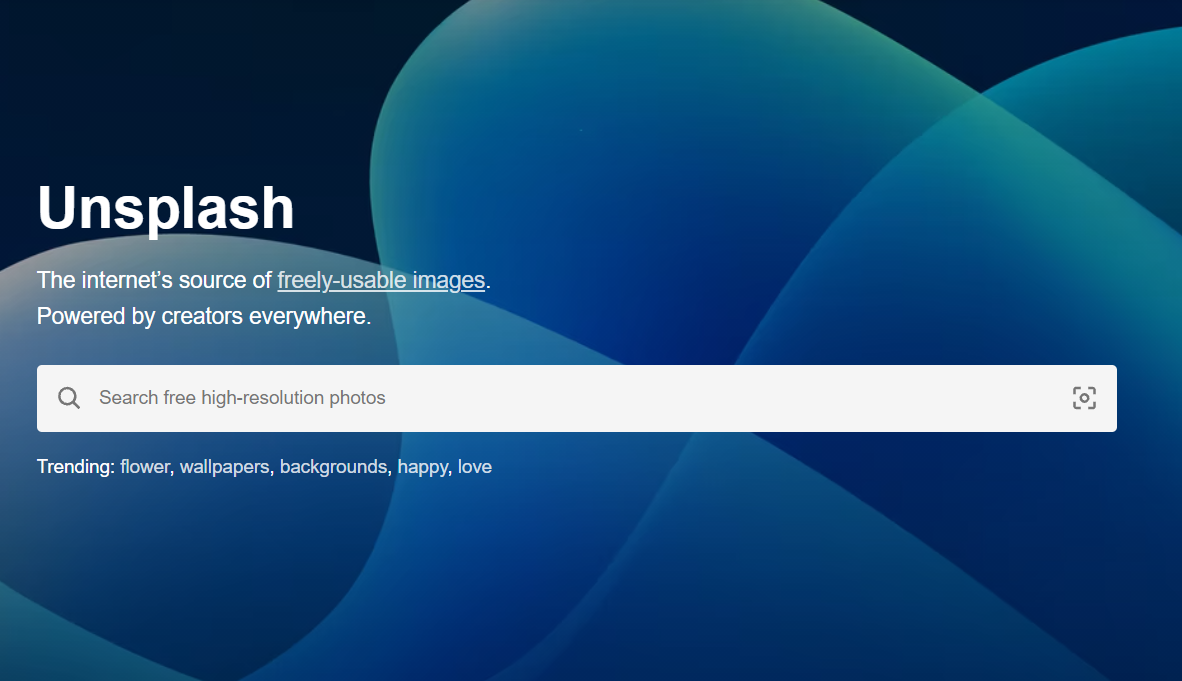 Unsplash
The internet’s source of freely-usable images.
Powered by creators everywhere.
Search free high-resolution photos
Trending: flower, wallpapers, backgrounds, happy, love